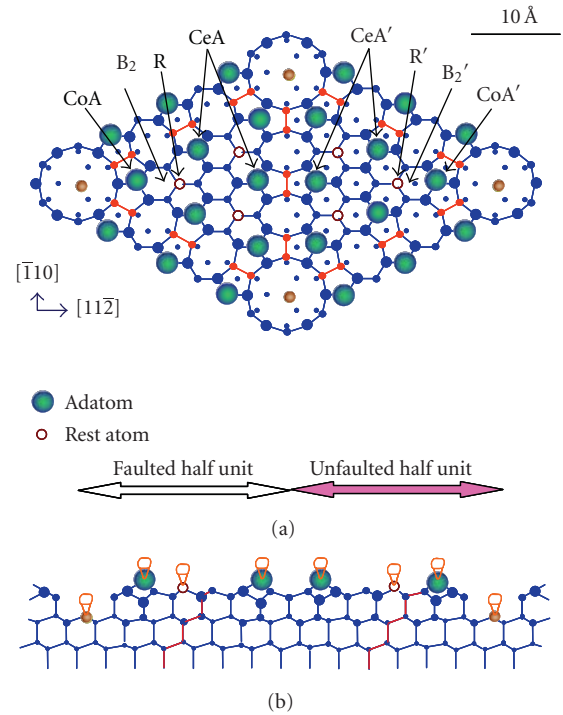 10 Å
CeA
CeA′
B₂
R
R′
B₂′
CoA
CoA′
[1̅10]
[112̅]
Adatom
Rest atom
Faulted half unit
Unfaulted half unit
(a)
(b)